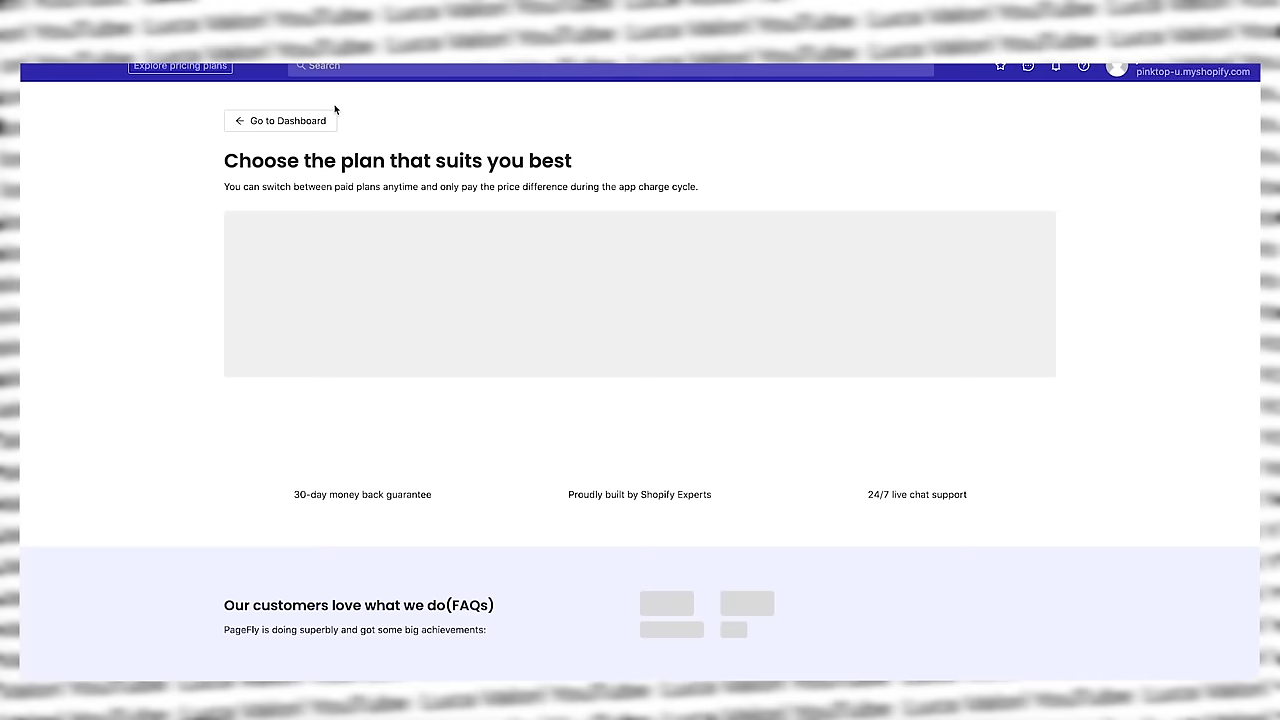 Explore pricing plans
Search
pinktop-u.myshopify.com
Go to Dashboard
Choose the plan that suits you best
You can switch between paid plans anytime and only pay the price difference during the app charge cycle.
30-day money back guarantee
Proudly built by Shopify Experts
24/7 live chat support
Our customers love what we do(FAQs)
PageFly is doing superbly and got some big achievements: